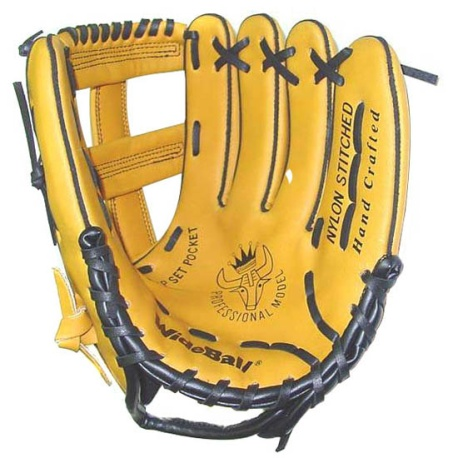 NYLON STITCHED
Hand Crafted
P SET POCKET
PROFESSIONAL MODEL
WideBall®